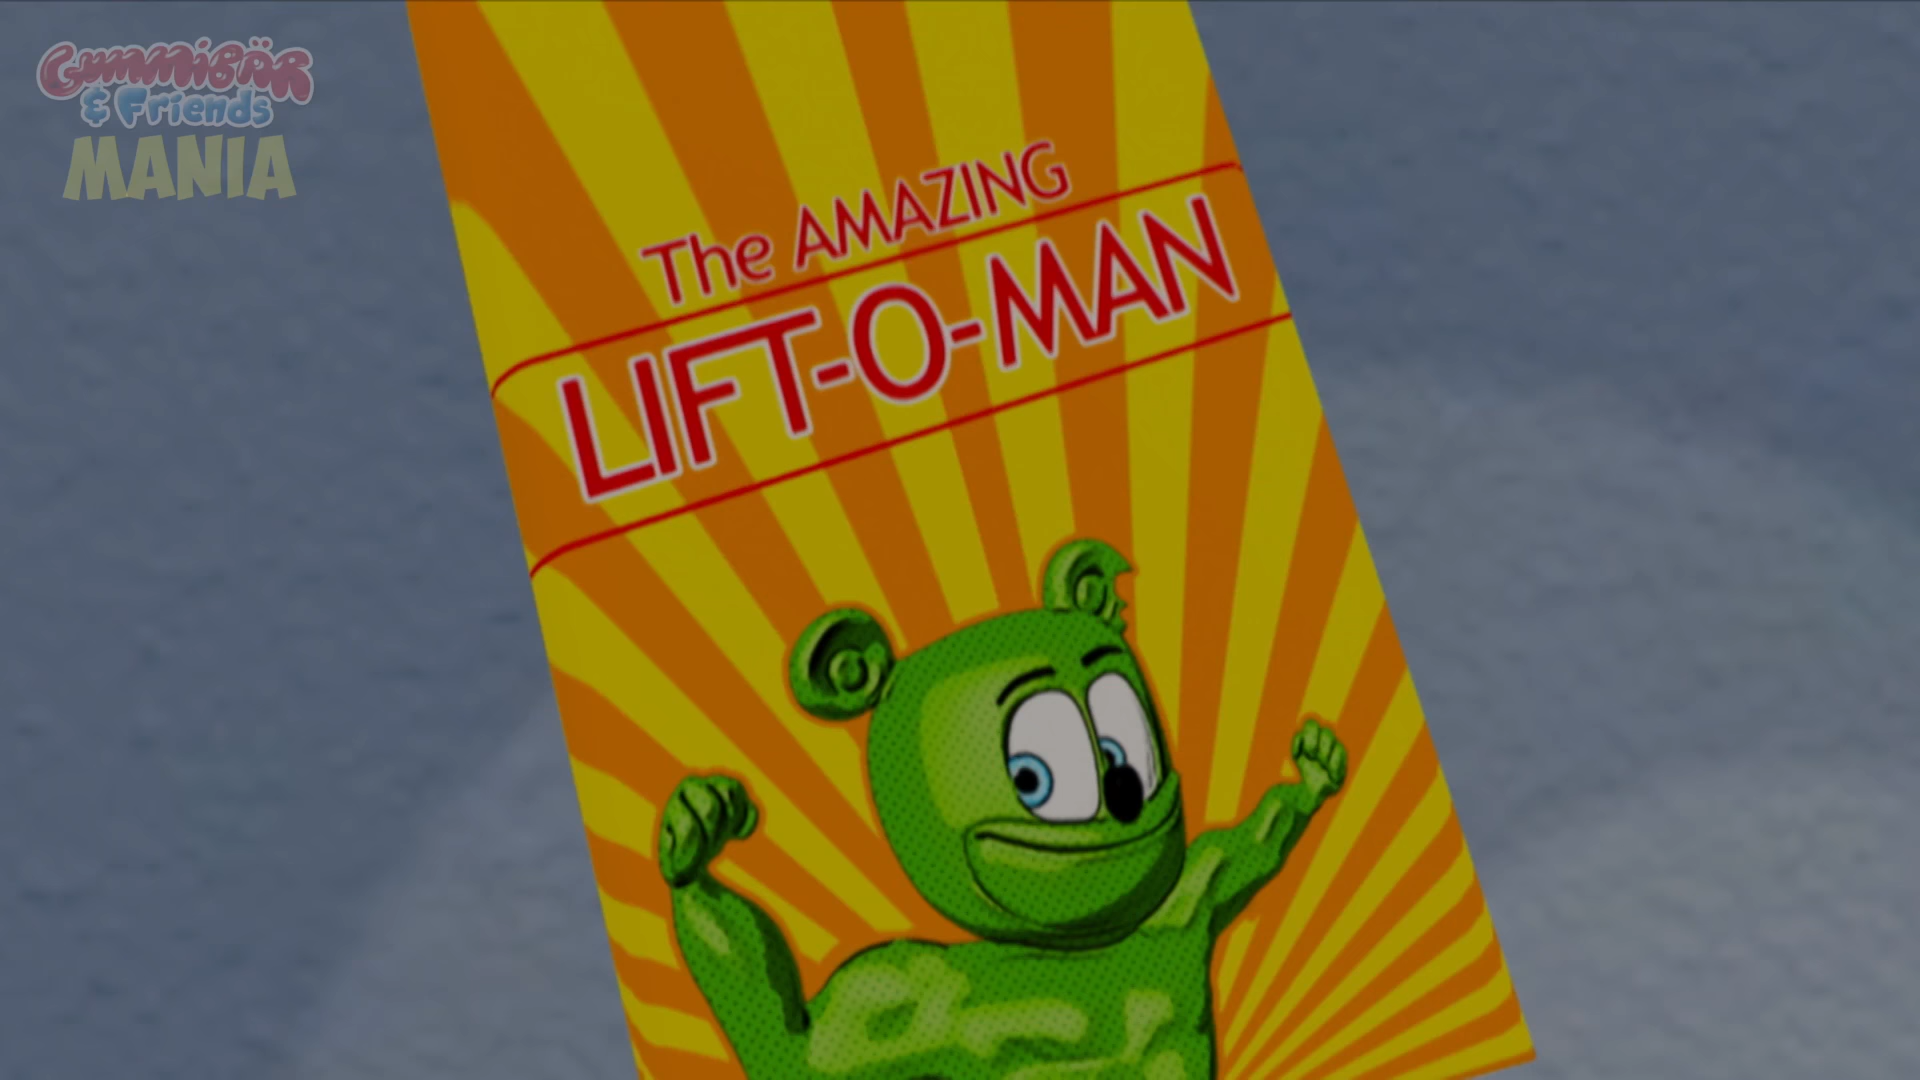 GUMMIBÄR
& Friends
MANIA
The AMAZING
LIFT-O-MAN